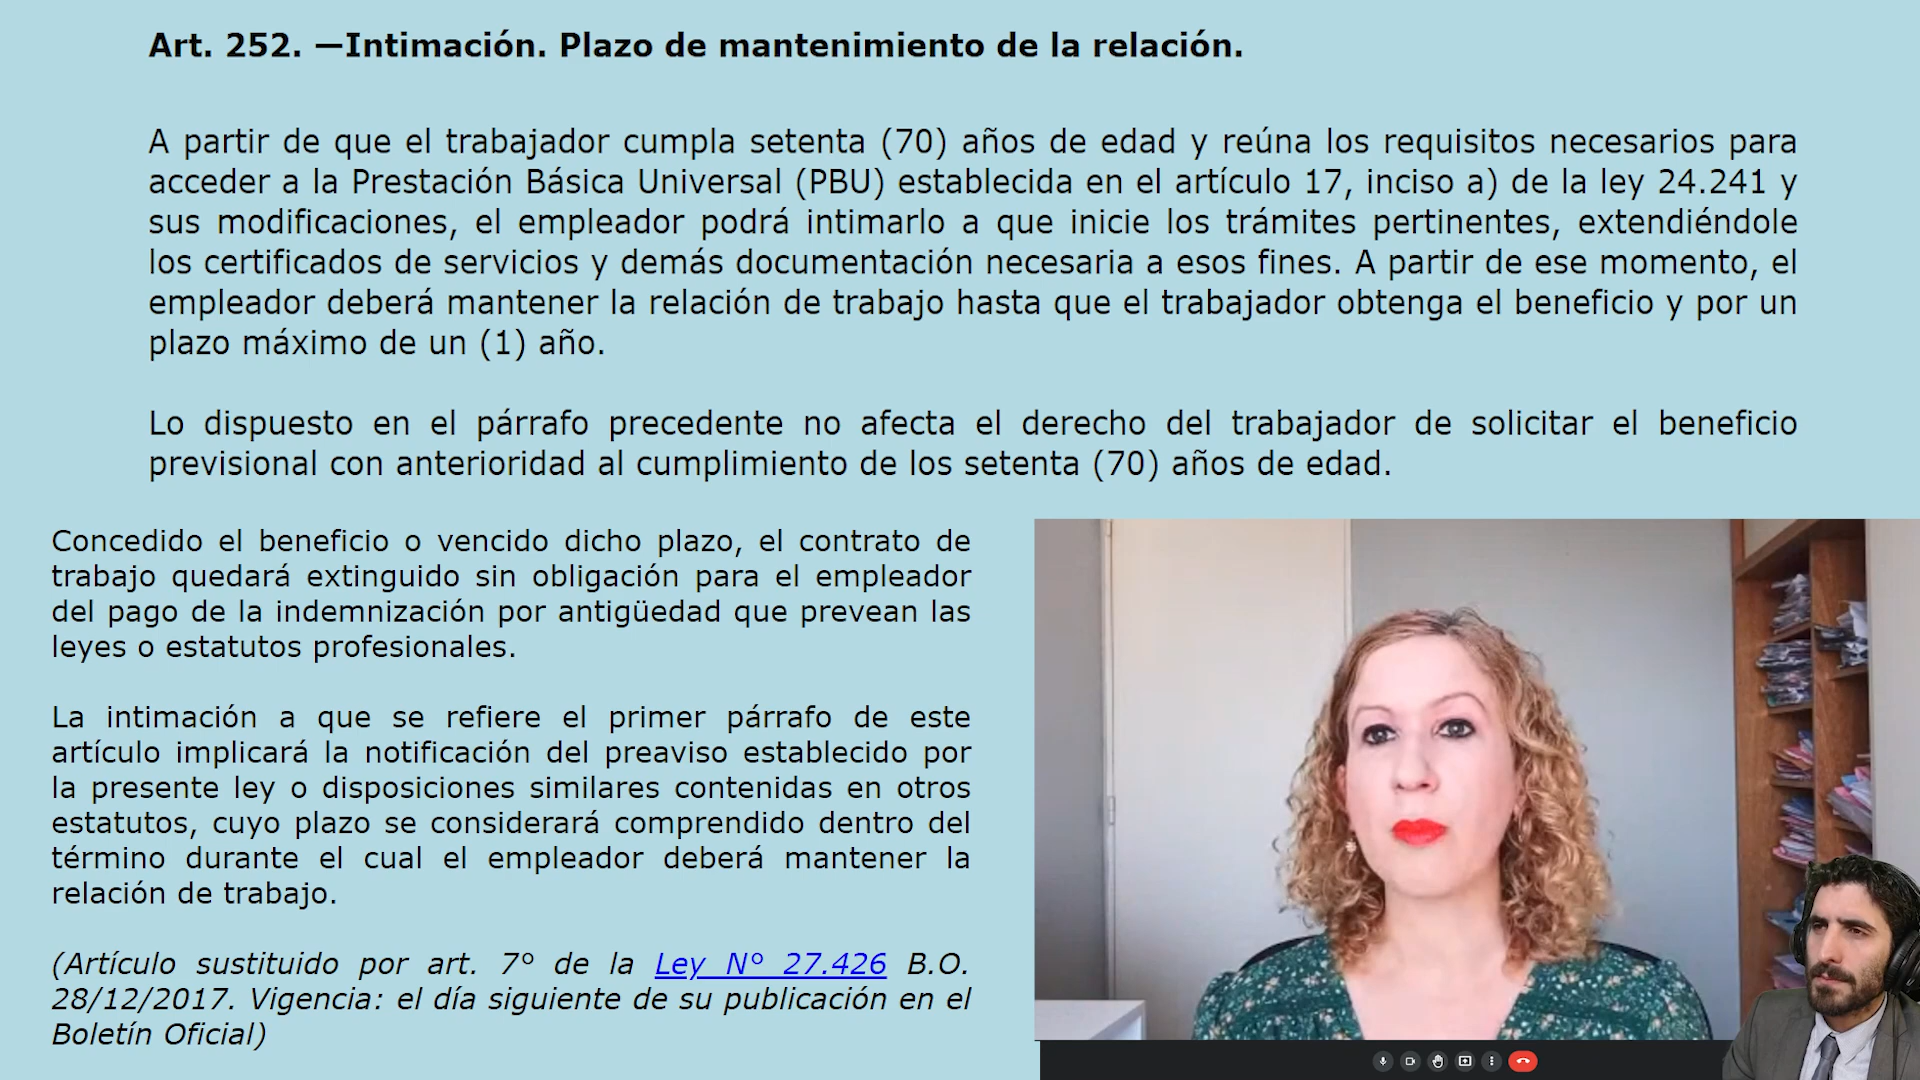 Art. 252. —Intimación. Plazo de mantenimiento de la relación.
A partir de que el trabajador cumpla setenta (70) años de edad y reúna los requisitos necesarios para
acceder a la Prestación Básica Universal (PBU) establecida en el artículo 17, inciso a) de la ley 24.241 y
sus modificaciones, el empleador podrá intimarlo a que inicie los trámites pertinentes, extendiéndole
los certificados de servicios y demás documentación necesaria a esos fines. A partir de ese momento, el
empleador deberá mantener la relación de trabajo hasta que el trabajador obtenga el beneficio y por un
plazo máximo de un (1) año.
Lo dispuesto en el párrafo precedente no afecta el derecho del trabajador de solicitar el beneficio
previsional con anterioridad al cumplimiento de los setenta (70) años de edad.
Concedido el beneficio o vencido dicho plazo, el contrato de
trabajo quedará extinguido sin obligación para el empleador
del pago de la indemnización por antigüedad que prevean las
leyes o estatutos profesionales.
La intimación a que se refiere el primer párrafo de este
artículo implicará la notificación del preaviso establecido por
la presente ley o disposiciones similares contenidas en otros
estatutos, cuyo plazo se considerará comprendido dentro del
término durante el cual el empleador deberá mantener la
relación de trabajo.
(Artículo sustituido por art. 7° de la Ley N° 27.426 B.O.
28/12/2017. Vigencia: el día siguiente de su publicación en el
Boletín Oficial)